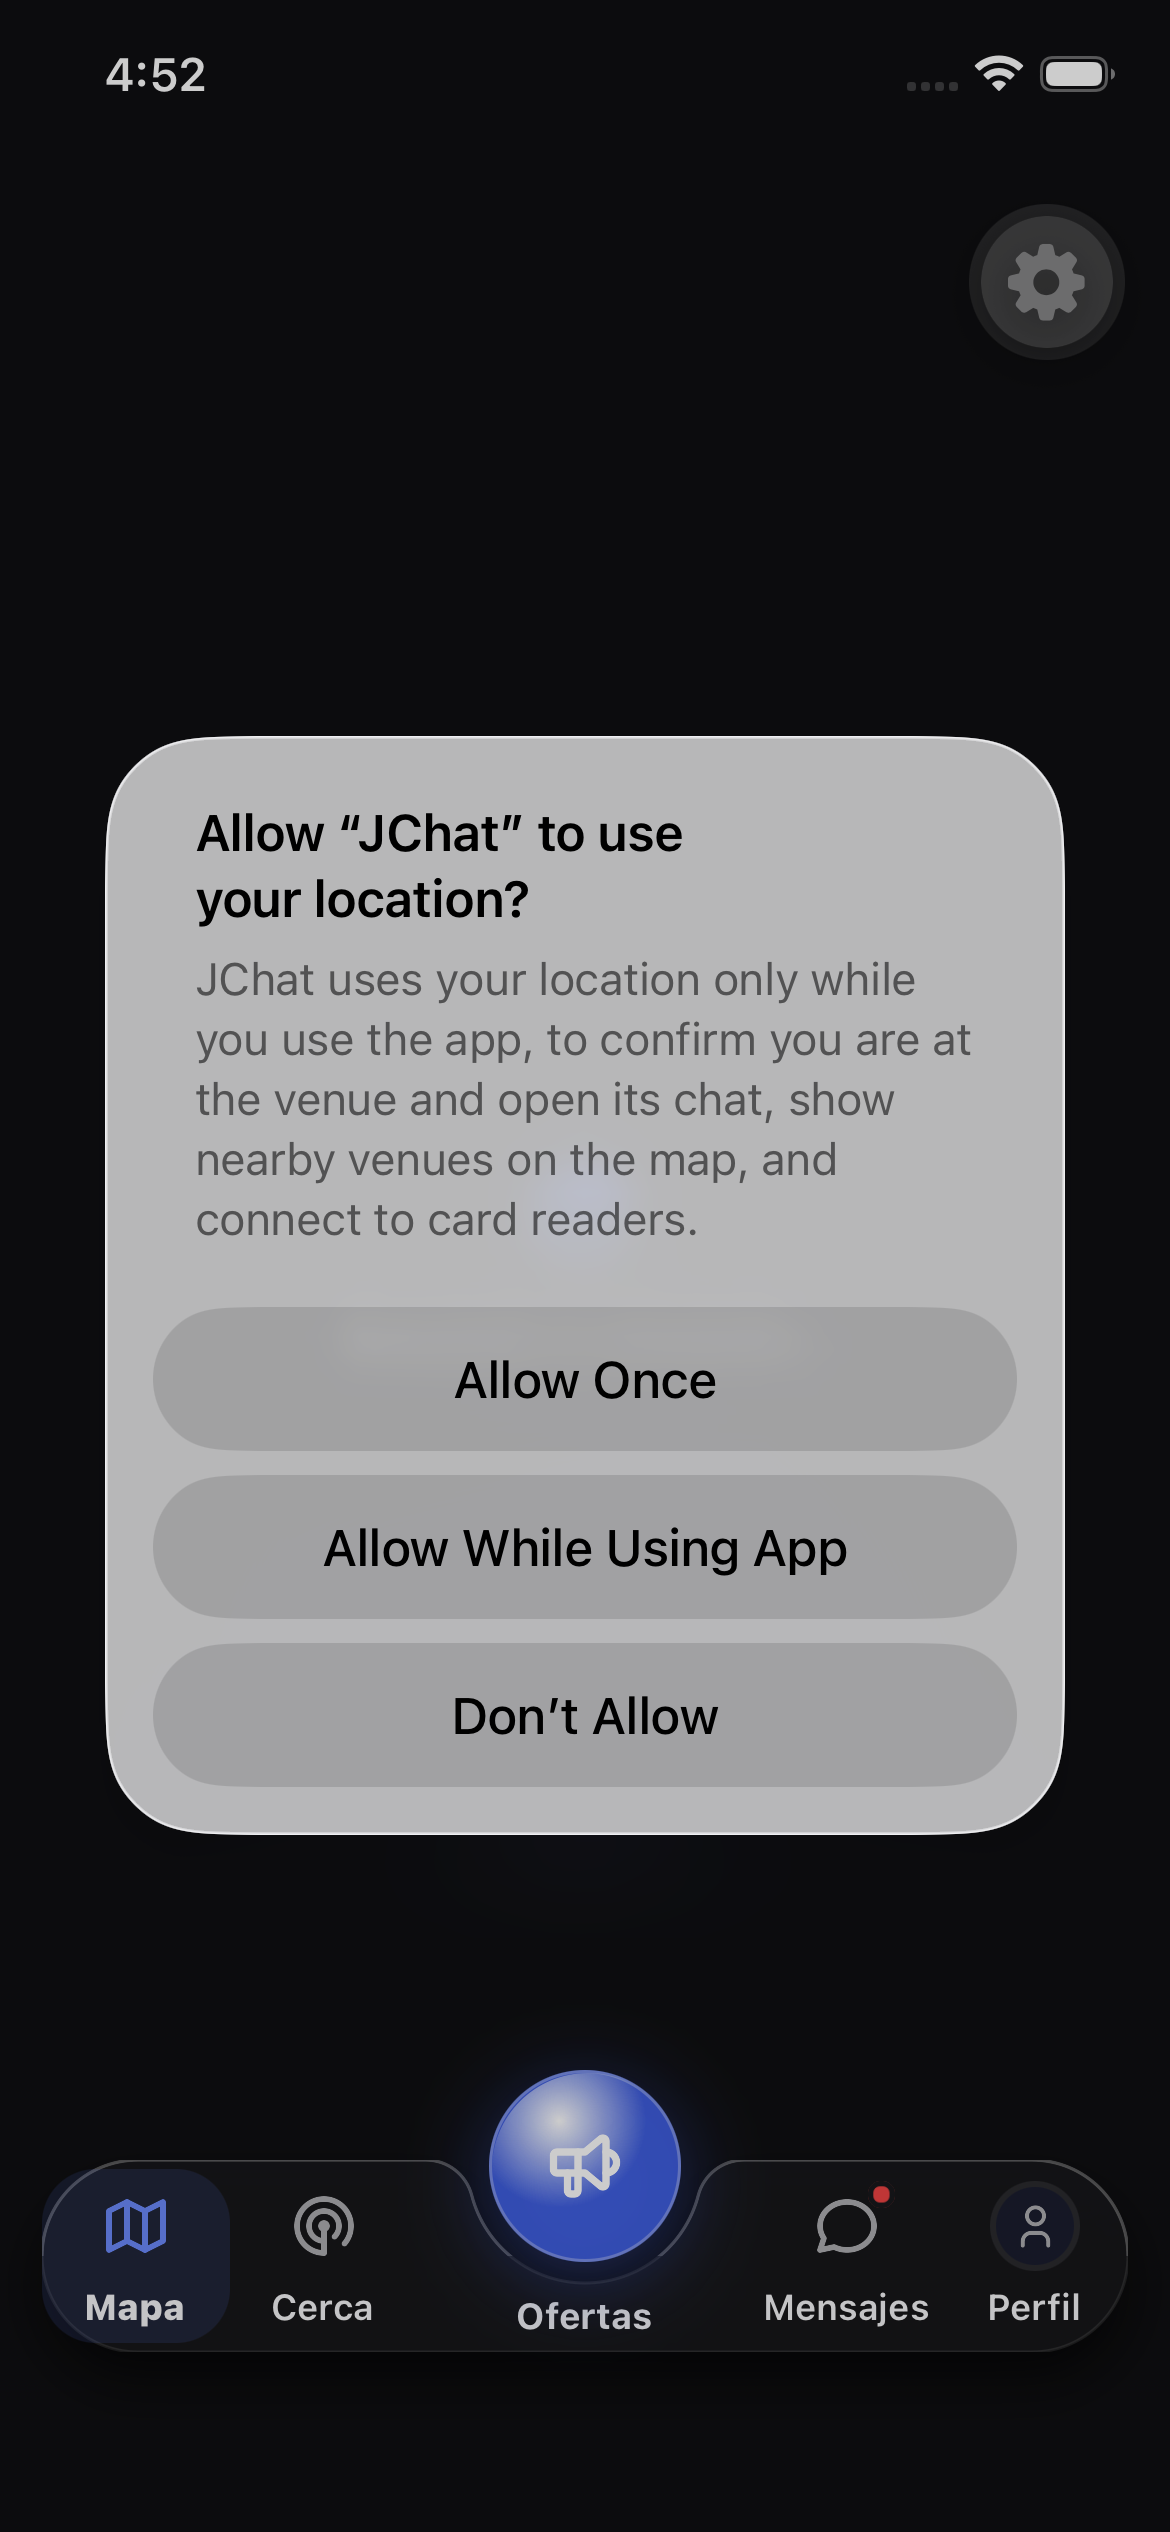 4:52
Allow “JChat” to use
your location?
JChat uses your location only while
you use the app, to confirm you are at
the venue and open its chat, show
nearby venues on the map, and
connect to card readers.
Allow Once
Allow While Using App
Don’t Allow
Mapa
Cerca
Ofertas
Mensajes
Perfil